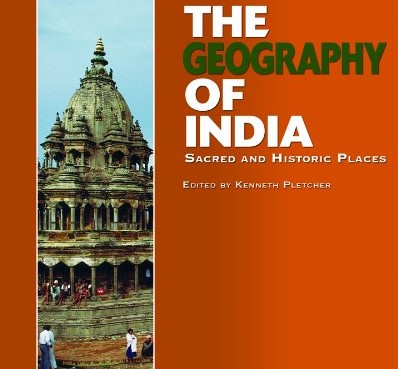 THE
GEOGRAPHY
OF
INDIA
SACRED AND HISTORIC PLACES
EDITED BY KENNETH PLETCHER